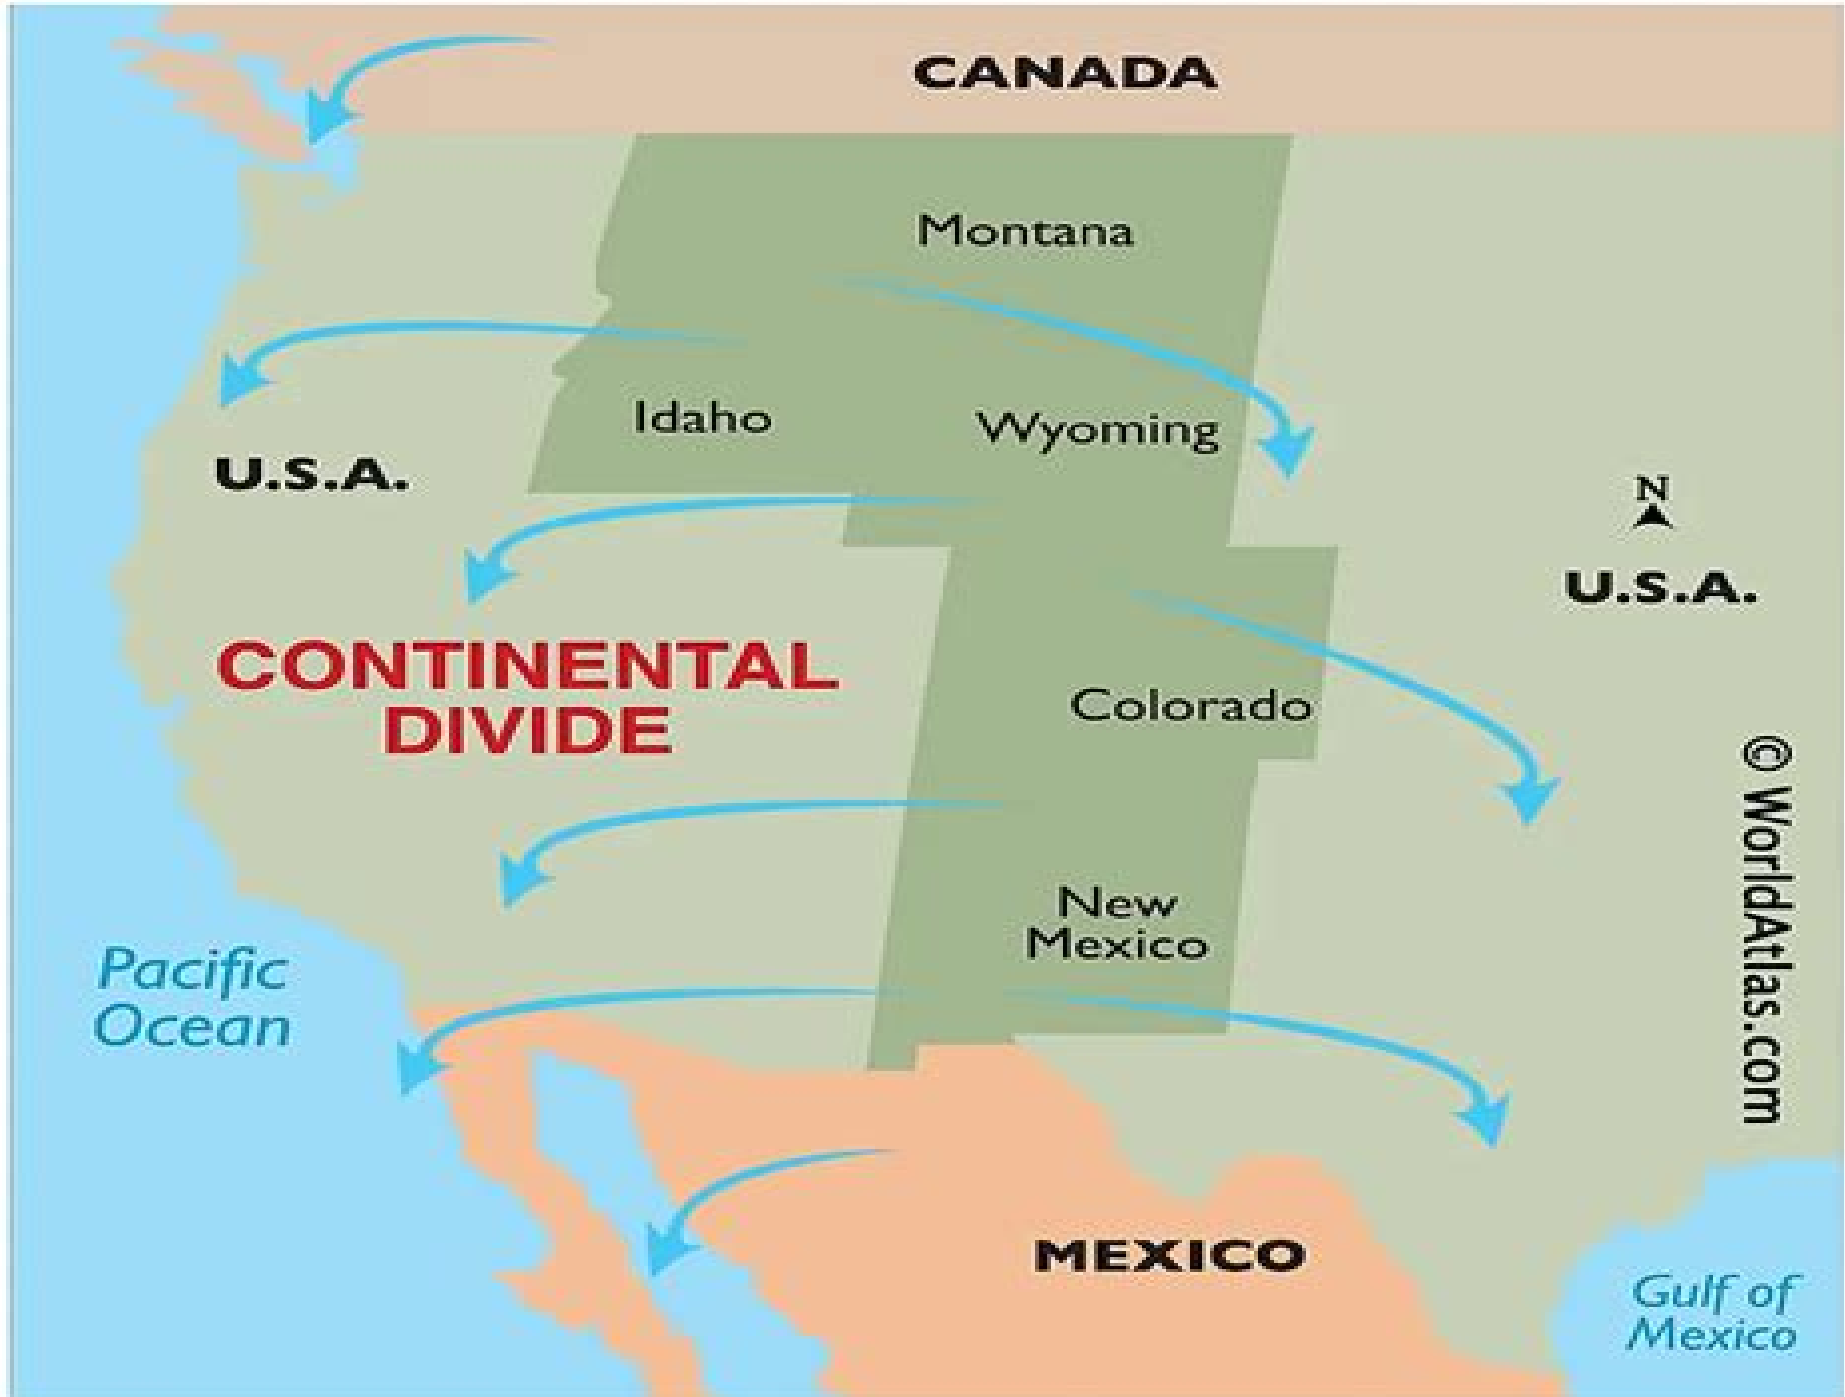 CANADA
Montana
Idaho
Wyoming
U.S.A.
N
U.S.A.
CONTINENTAL
DIVIDE
Colorado
© WorldAtlas.com
New
Mexico
Pacific
Ocean
MEXICO
Gulf of
Mexico